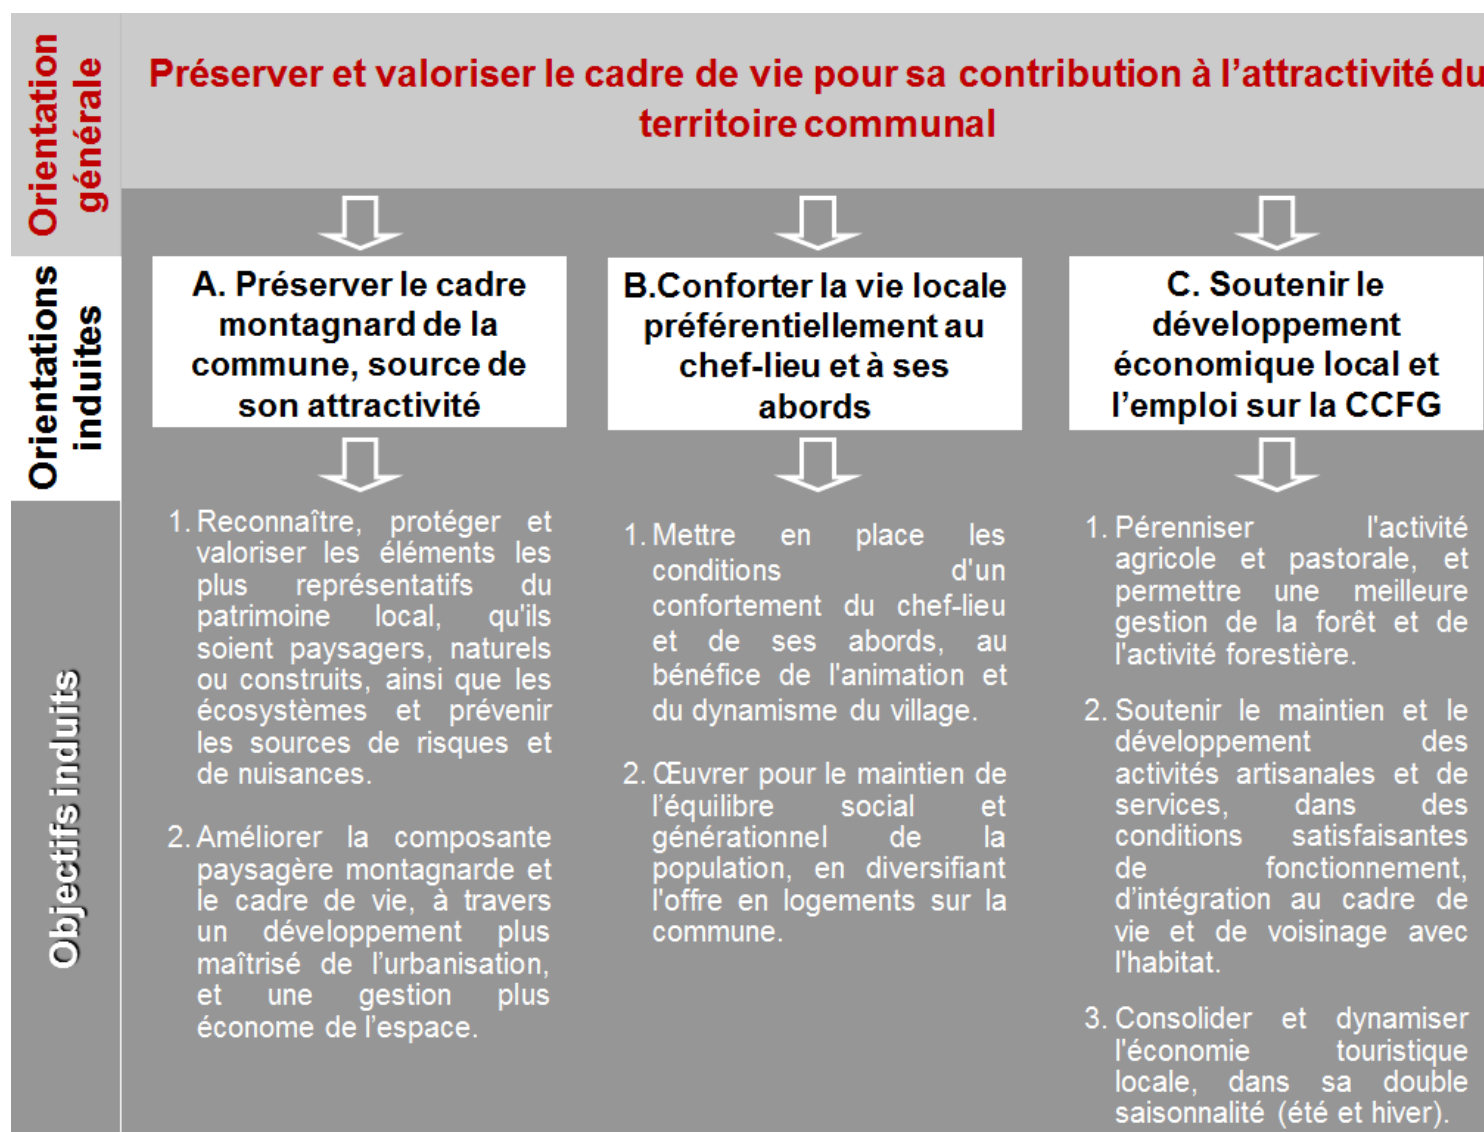 Orientation
générale
Préserver et valoriser le cadre de vie pour sa contribution à l’attractivité du
territoire communal
Orientations
induites
A. Préserver le cadre
montagnard de la
commune, source de
son attractivité
B.Conforter la vie locale
préférentiellement au
chef-lieu et à ses
abords
C. Soutenir le
développement
économique local et
l’emploi sur la CCFG
Objectifs induits
1. Reconnaître, protéger et
valoriser les éléments les
plus représentatifs du
patrimoine local, qu'ils
soient paysagers, naturels
ou construits, ainsi que les
écosystèmes et prévenir
les sources de risques et
de nuisances.
2. Améliorer la composante
paysagère montagnarde et
le cadre de vie, à travers
un développement plus
maîtrisé de l’urbanisation,
et une gestion plus
économe de l’espace.
1. Mettre en place les
conditions d'un
confortement du chef-lieu
et de ses abords, au
bénéfice de l'animation et
du dynamisme du village.
2. Œuvrer pour le maintien de
l’équilibre social et
générationnel de la
population, en diversifiant
l'offre en logements sur la
commune.
1. Pérenniser l'activité
agricole et pastorale, et
permettre une meilleure
gestion de la forêt et de
l'activité forestière.
2. Soutenir le maintien et le
développement des
activités artisanales et de
services, dans des
conditions satisfaisantes
de fonctionnement,
d’intégration au cadre de
vie et de voisinage avec
l'habitat.
3. Consolider et dynamiser
l'économie touristique
locale, dans sa double
saisonnalité (été et hiver).